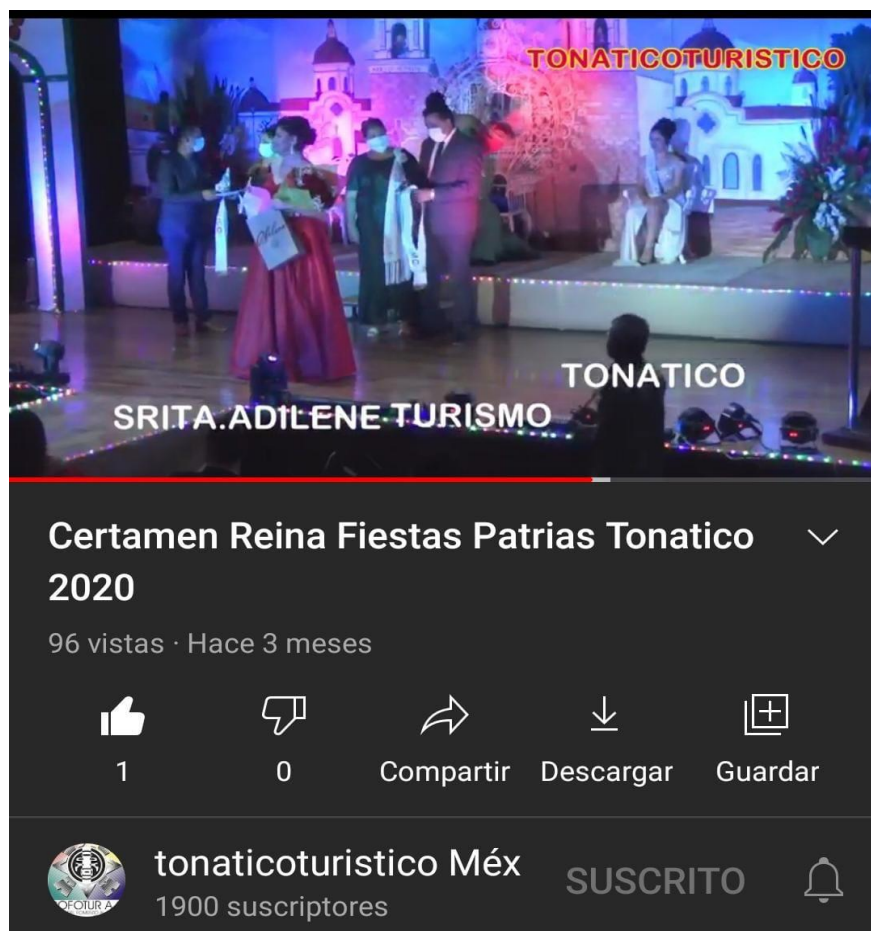 TONATICOTURISTICO
TONATICO
SRITA.ADILENE TURISMO
Certamen Reina Fiestas Patrias Tonatico
2020
96 vistas · Hace 3 meses
1 0 Compartir Descargar Guardar
tonaticoturistico Méx
1900 suscriptores
SUSCRITO
OFOTUR A